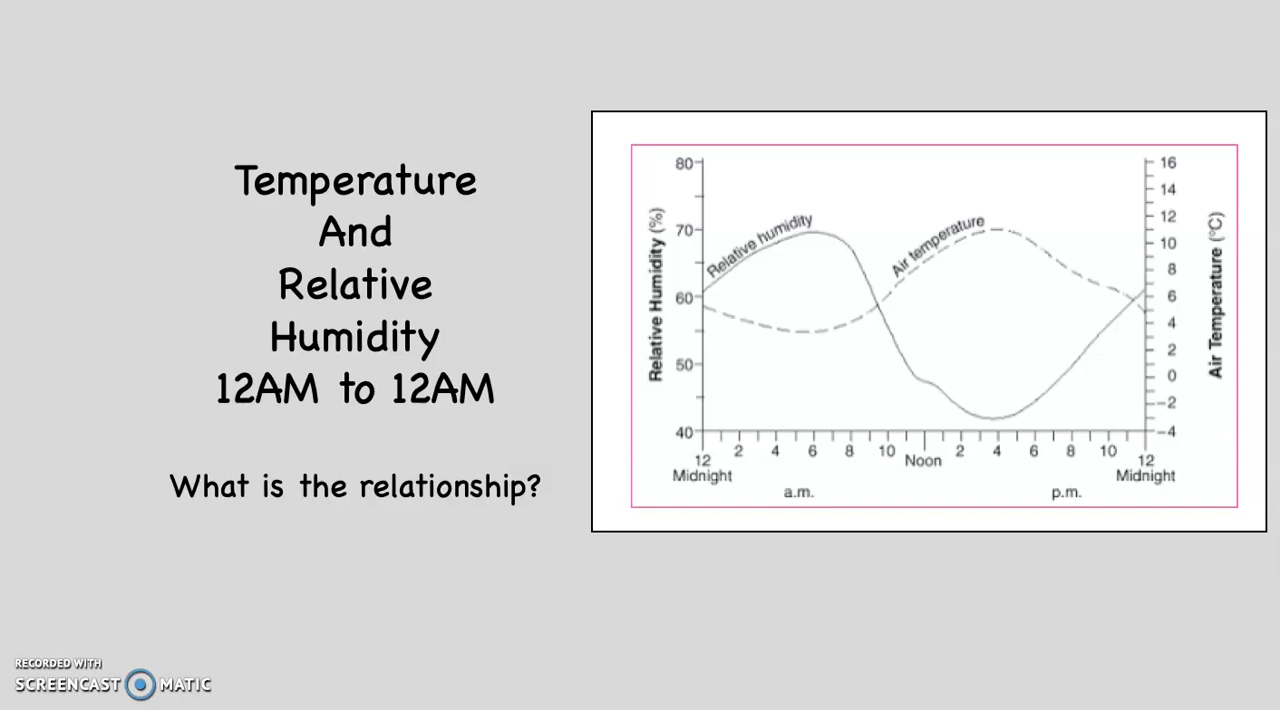 Temperature
And
Relative
Humidity
12AM to 12AM
What is the relationship?
Relative Humidity (%)
80
70
60
50
40
Relative humidity
Air temperature
16
14
12
10
8
6
4
2
0
-2
-4
Air Temperature (°C)
12 2 4 6 8 10 Noon 2 4 6 8 10 12
Midnight Midnight
a.m. p.m.
RECORDED WITH
SCREENCAST MATIC